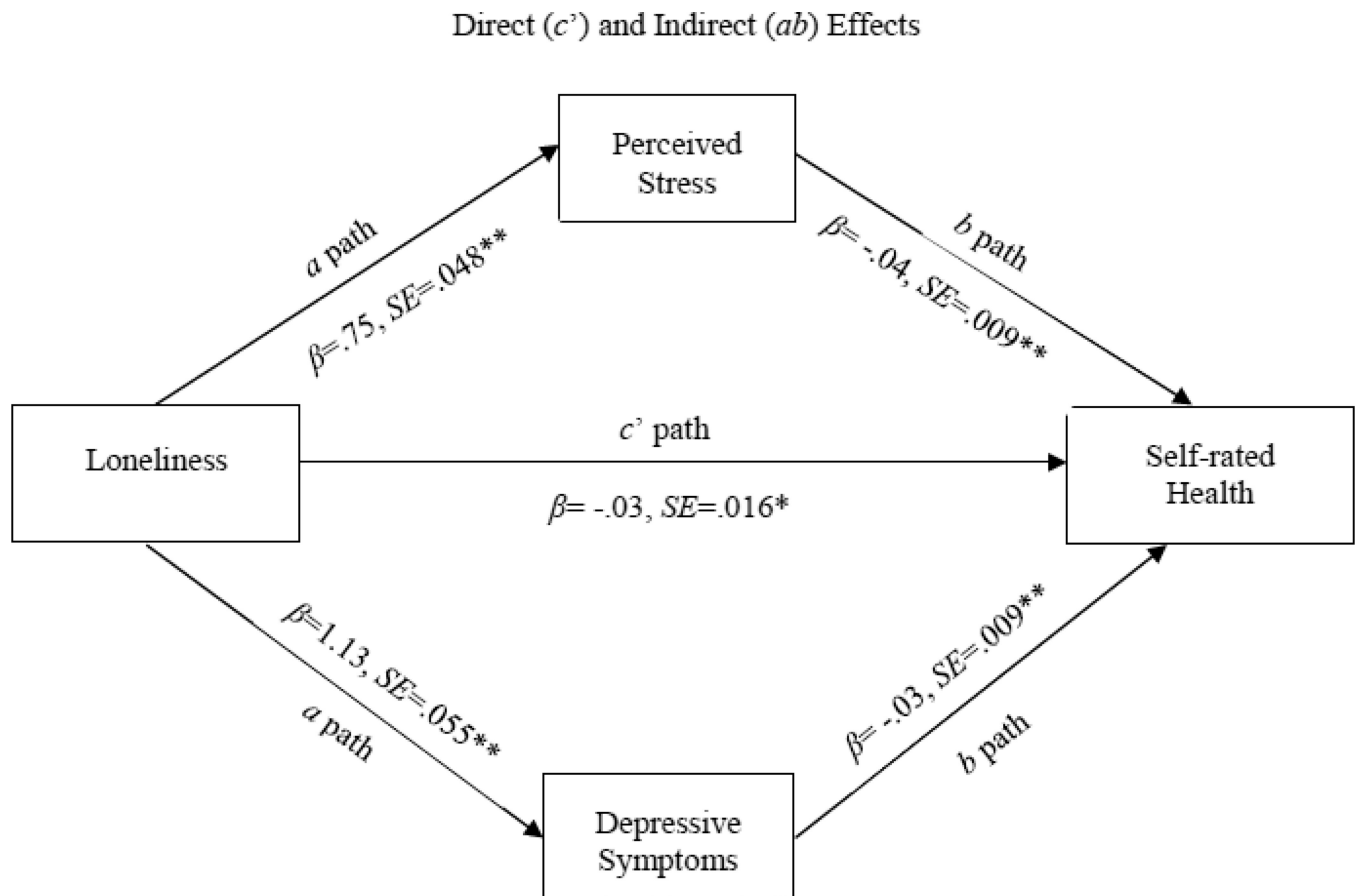 Direct (c’) and Indirect (ab) Effects
Perceived
Stress
a path
β=.75, SE=.048**
b path
β= -.04, SE=.009**
Loneliness
c’ path
β= -.03, SE=.016*
Self-rated
Health
β=1.13, SE=.055**
a path
β= -.03, SE=.009**
b path
Depressive
Symptoms